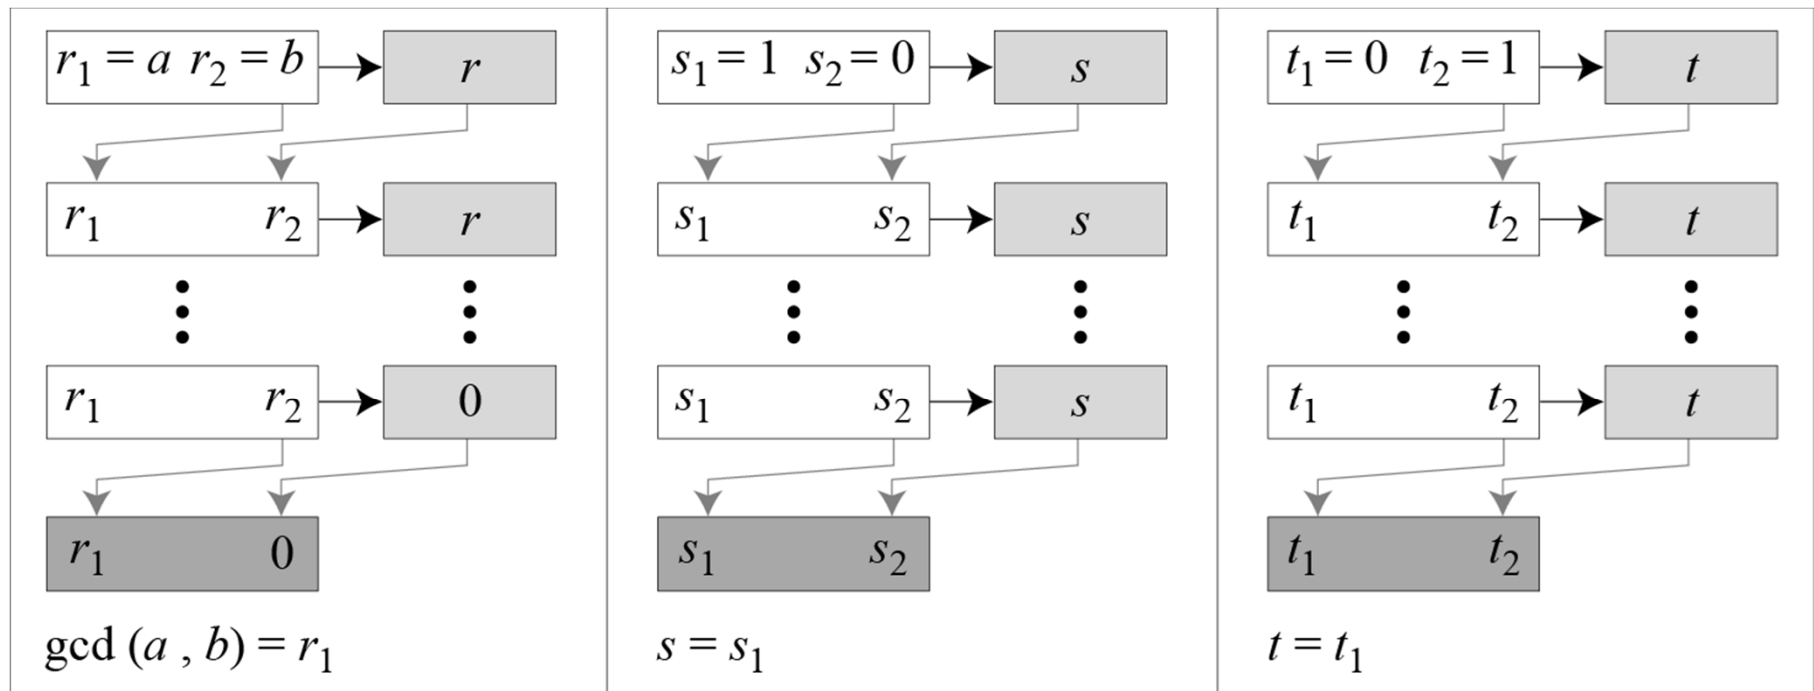 r₁ = a r₂ = b r s₁ = 1 s₂ = 0 s t₁ = 0 t₂ = 1 t
r₁ r₂ r s₁ s₂ s t₁ t₂ t
r₁ r₂ 0 s₁ s₂ s t₁ t₂ t
r₁ 0 s₁ s₂ t₁ t₂
gcd (a , b) = r₁ s = s₁ t = t₁